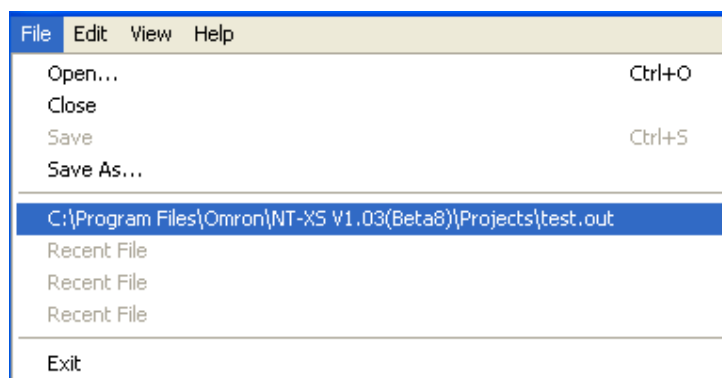 File Edit View Help
Open... Ctrl+O
Close
Save Ctrl+S
Save As...
C:\Program Files\Omron\NT-XS V1.03(Beta8)\Projects\test.out
Recent File
Recent File
Recent File
Exit